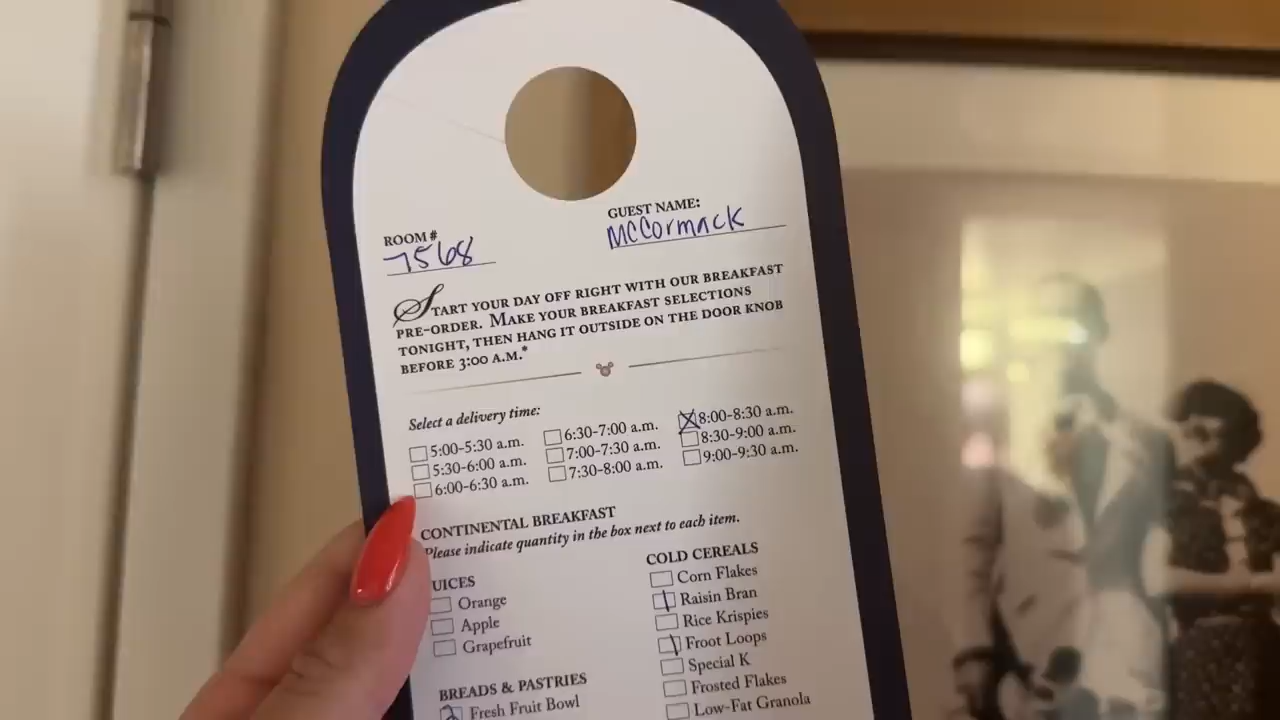 ROOM #
7568
GUEST NAME:
McCormack
START YOUR DAY OFF RIGHT WITH OUR BREAKFAST
PRE-ORDER. MAKE YOUR BREAKFAST SELECTIONS
TONIGHT, THEN HANG IT OUTSIDE ON THE DOOR KNOB
BEFORE 3:00 A.M.*
Select a delivery time:
5:00-5:30 a.m.
5:30-6:00 a.m.
6:00-6:30 a.m.
6:30-7:00 a.m.
7:00-7:30 a.m.
7:30-8:00 a.m.
8:00-8:30 a.m.
8:30-9:00 a.m.
9:00-9:30 a.m.
CONTINENTAL BREAKFAST
Please indicate quantity in the box next to each item.
UICES
Orange
Apple
Grapefruit
BREADS & PASTRIES
Fresh Fruit Bowl
COLD CEREALS
Corn Flakes
1 Raisin Bran
Rice Krispies
1 Froot Loops
Special K
Frosted Flakes
Low-Fat Granola